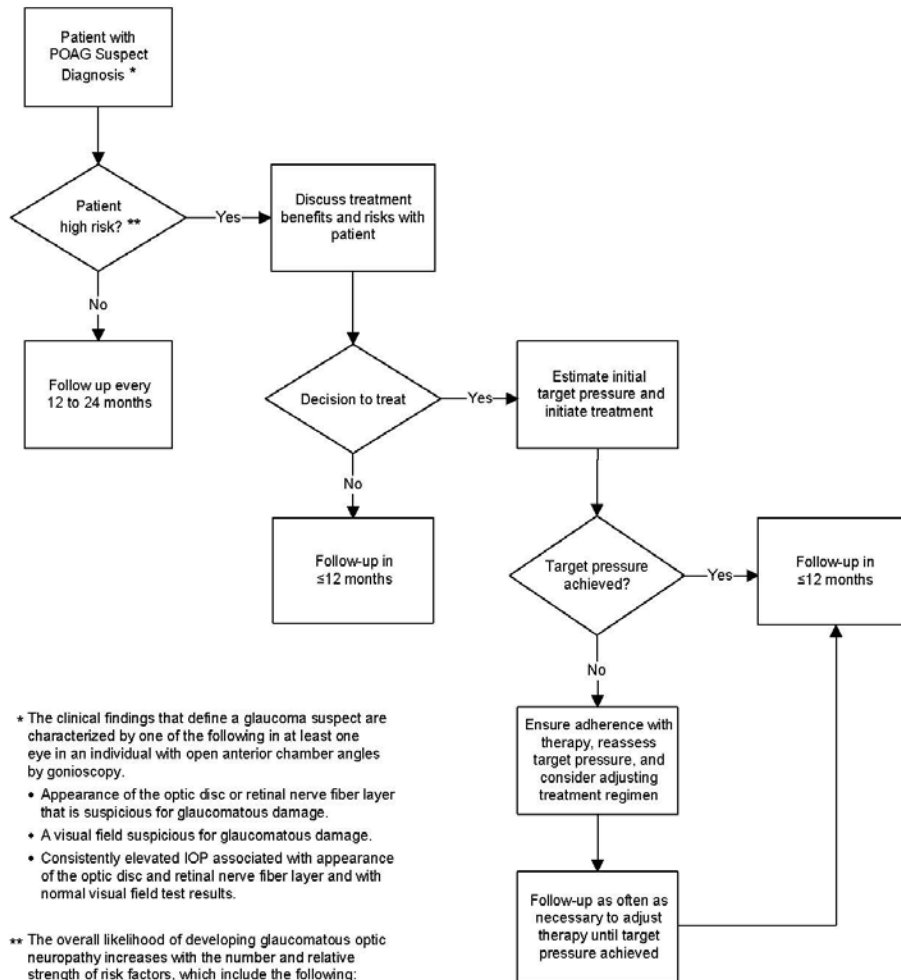 Patient with
POAG Suspect
Diagnosis *
Patient
high risk? **
Yes
Discuss treatment
benefits and risks with
patient
No
Follow up every
12 to 24 months
Decision to treat
Yes
Estimate initial
target pressure and
initiate treatment
No
Follow-up in
≤12 months
Target pressure
achieved?
Yes
Follow-up in
≤12 months
No
Ensure adherence with
therapy, reassess
target pressure, and
consider adjusting
treatment regimen
Follow-up as often as
necessary to adjust
therapy until target
pressure achieved
* The clinical findings that define a glaucoma suspect are
characterized by one of the following in at least one
eye in an individual with open anterior chamber angles
by gonioscopy.
• Appearance of the optic disc or retinal nerve fiber layer
that is suspicious for glaucomatous damage.
• A visual field suspicious for glaucomatous damage.
• Consistently elevated IOP associated with appearance
of the optic disc and retinal nerve fiber layer and with
normal visual field test results.
** The overall likelihood of developing glaucomatous optic
neuropathy increases with the number and relative
strength of risk factors, which include the following: